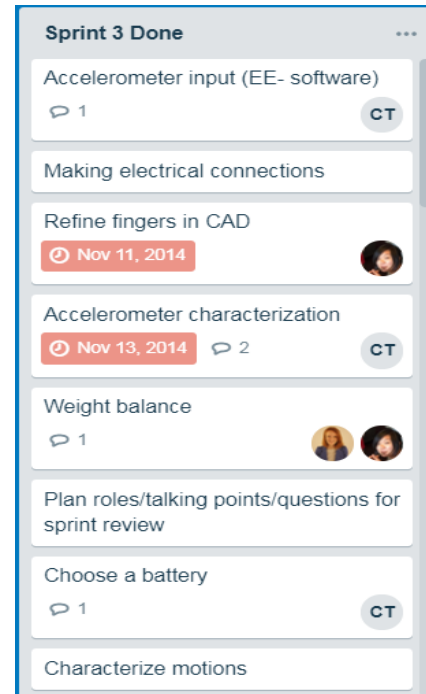 Sprint 3 Done
Accelerometer input (EE- software)
1
CT
Making electrical connections
Refine fingers in CAD
Nov 11, 2014
Accelerometer characterization
Nov 13, 2014 2
CT
Weight balance
1
Plan roles/talking points/questions for
sprint review
Choose a battery
1
CT
Characterize motions